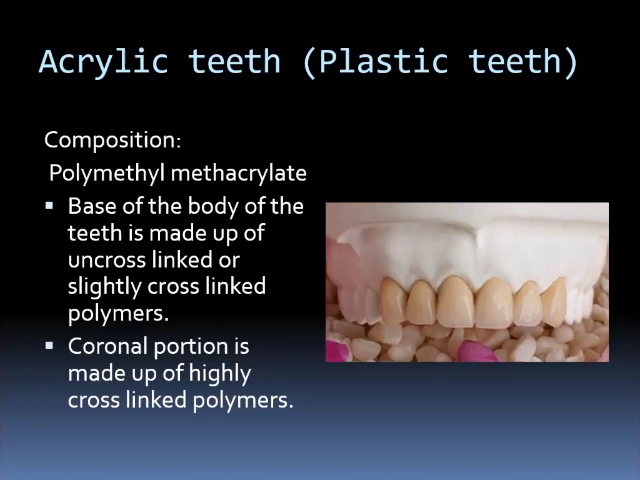 Acrylic teeth (Plastic teeth)
Composition:
Polymethyl methacrylate
▪ Base of the body of the
teeth is made up of
uncross linked or
slightly cross linked
polymers.
▪ Coronal portion is
made up of highly
cross linked polymers.